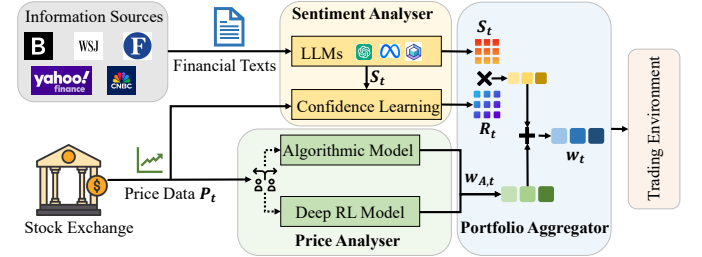 Information Sources
B
WSJ
F
yahoo!
finance
CNBC
Financial Texts
Sentiment Analyser
LLMs
S_t
Confidence Learning
S_t
R_t
w_t
Portfolio Aggregator
Trading Environment
$
Stock Exchange
Price Data P_t
Algorithmic Model
Deep RL Model
Price Analyser
w_{A,t}